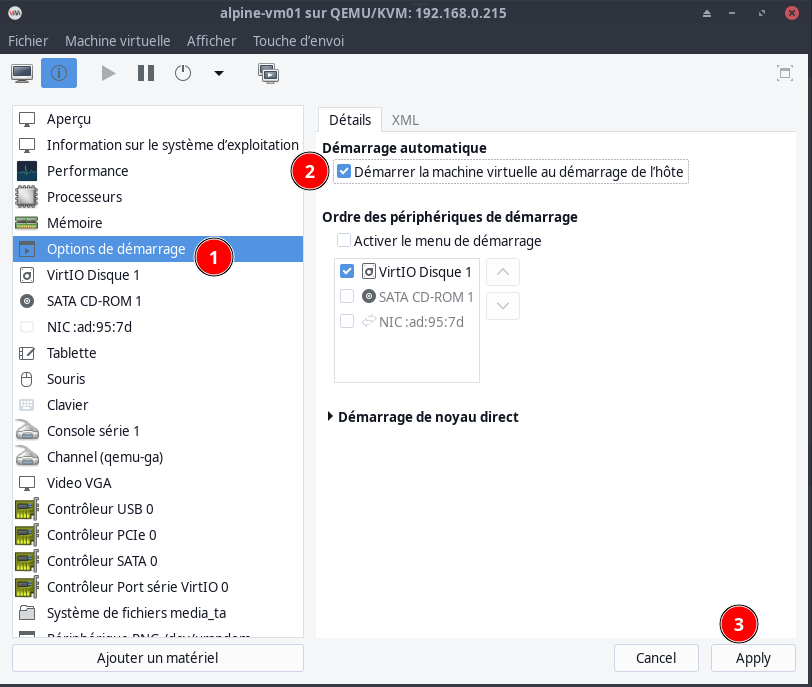 alpine-vm01 sur QEMU/KVM: 192.168.0.215
Fichier Machine virtuelle Afficher Touche d’envoi
Aperçu
Information sur le système d’exploitation
Performance
Processeurs
Mémoire
Options de démarrage
1
VirtIO Disque 1
SATA CD-ROM 1
NIC :ad:95:7d
Tablette
Souris
Clavier
Console série 1
Channel (qemu-ga)
Video VGA
Contrôleur USB 0
Contrôleur PCIe 0
Contrôleur SATA 0
Contrôleur Port série VirtIO 0
Système de fichiers media_ta
Périphérique RNG /dev/urandom
Ajouter un matériel
Détails XML
Démarrage automatique
2
Démarrer la machine virtuelle au démarrage de l’hôte
Ordre des périphériques de démarrage
Activer le menu de démarrage
VirtIO Disque 1
SATA CD-ROM 1
NIC :ad:95:7d
Démarrage de noyau direct
3
Cancel Apply